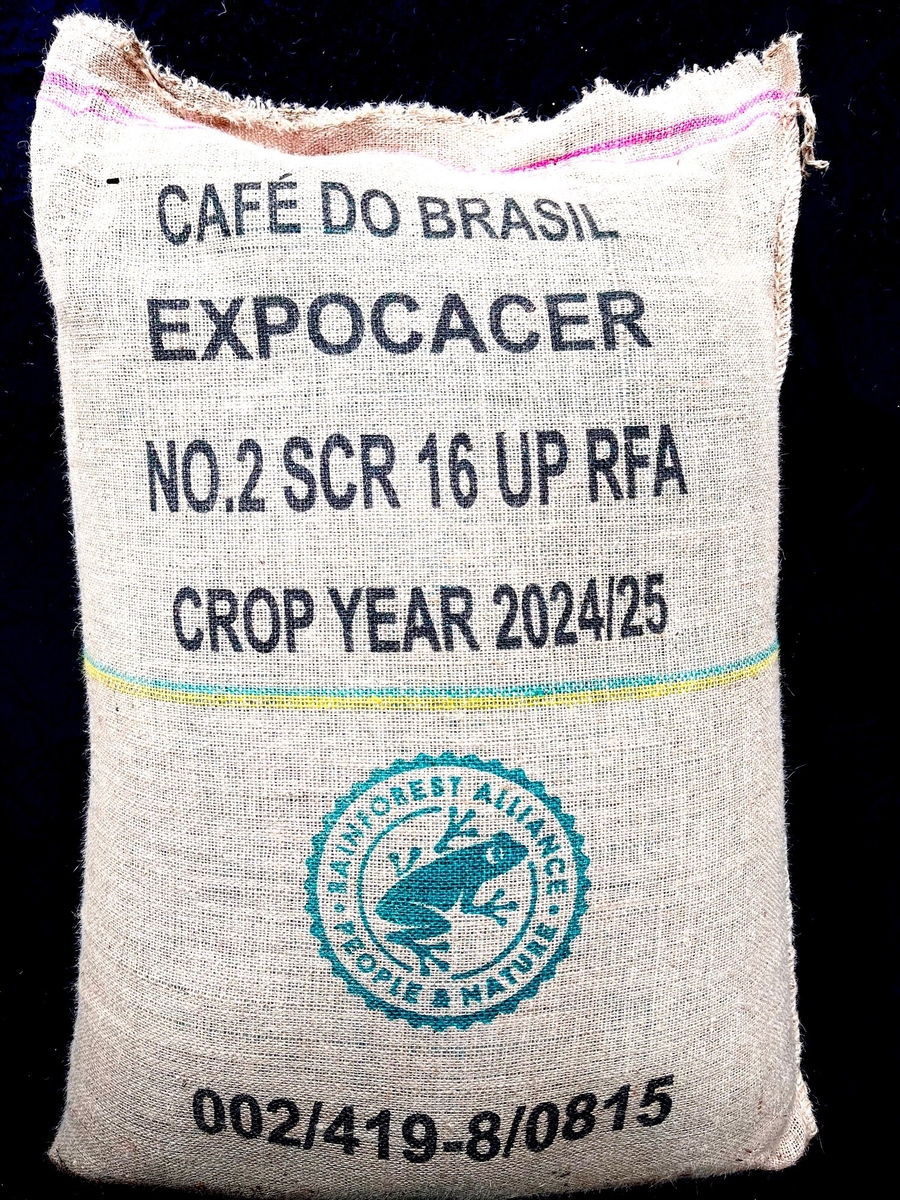 CAFÉ DO BRASIL
EXPOCACER
NO.2 SCR 16 UP RFA
CROP YEAR 2024/25
RAINFOREST ALLIANCE
PEOPLE & NATURE
002/419-8/0815